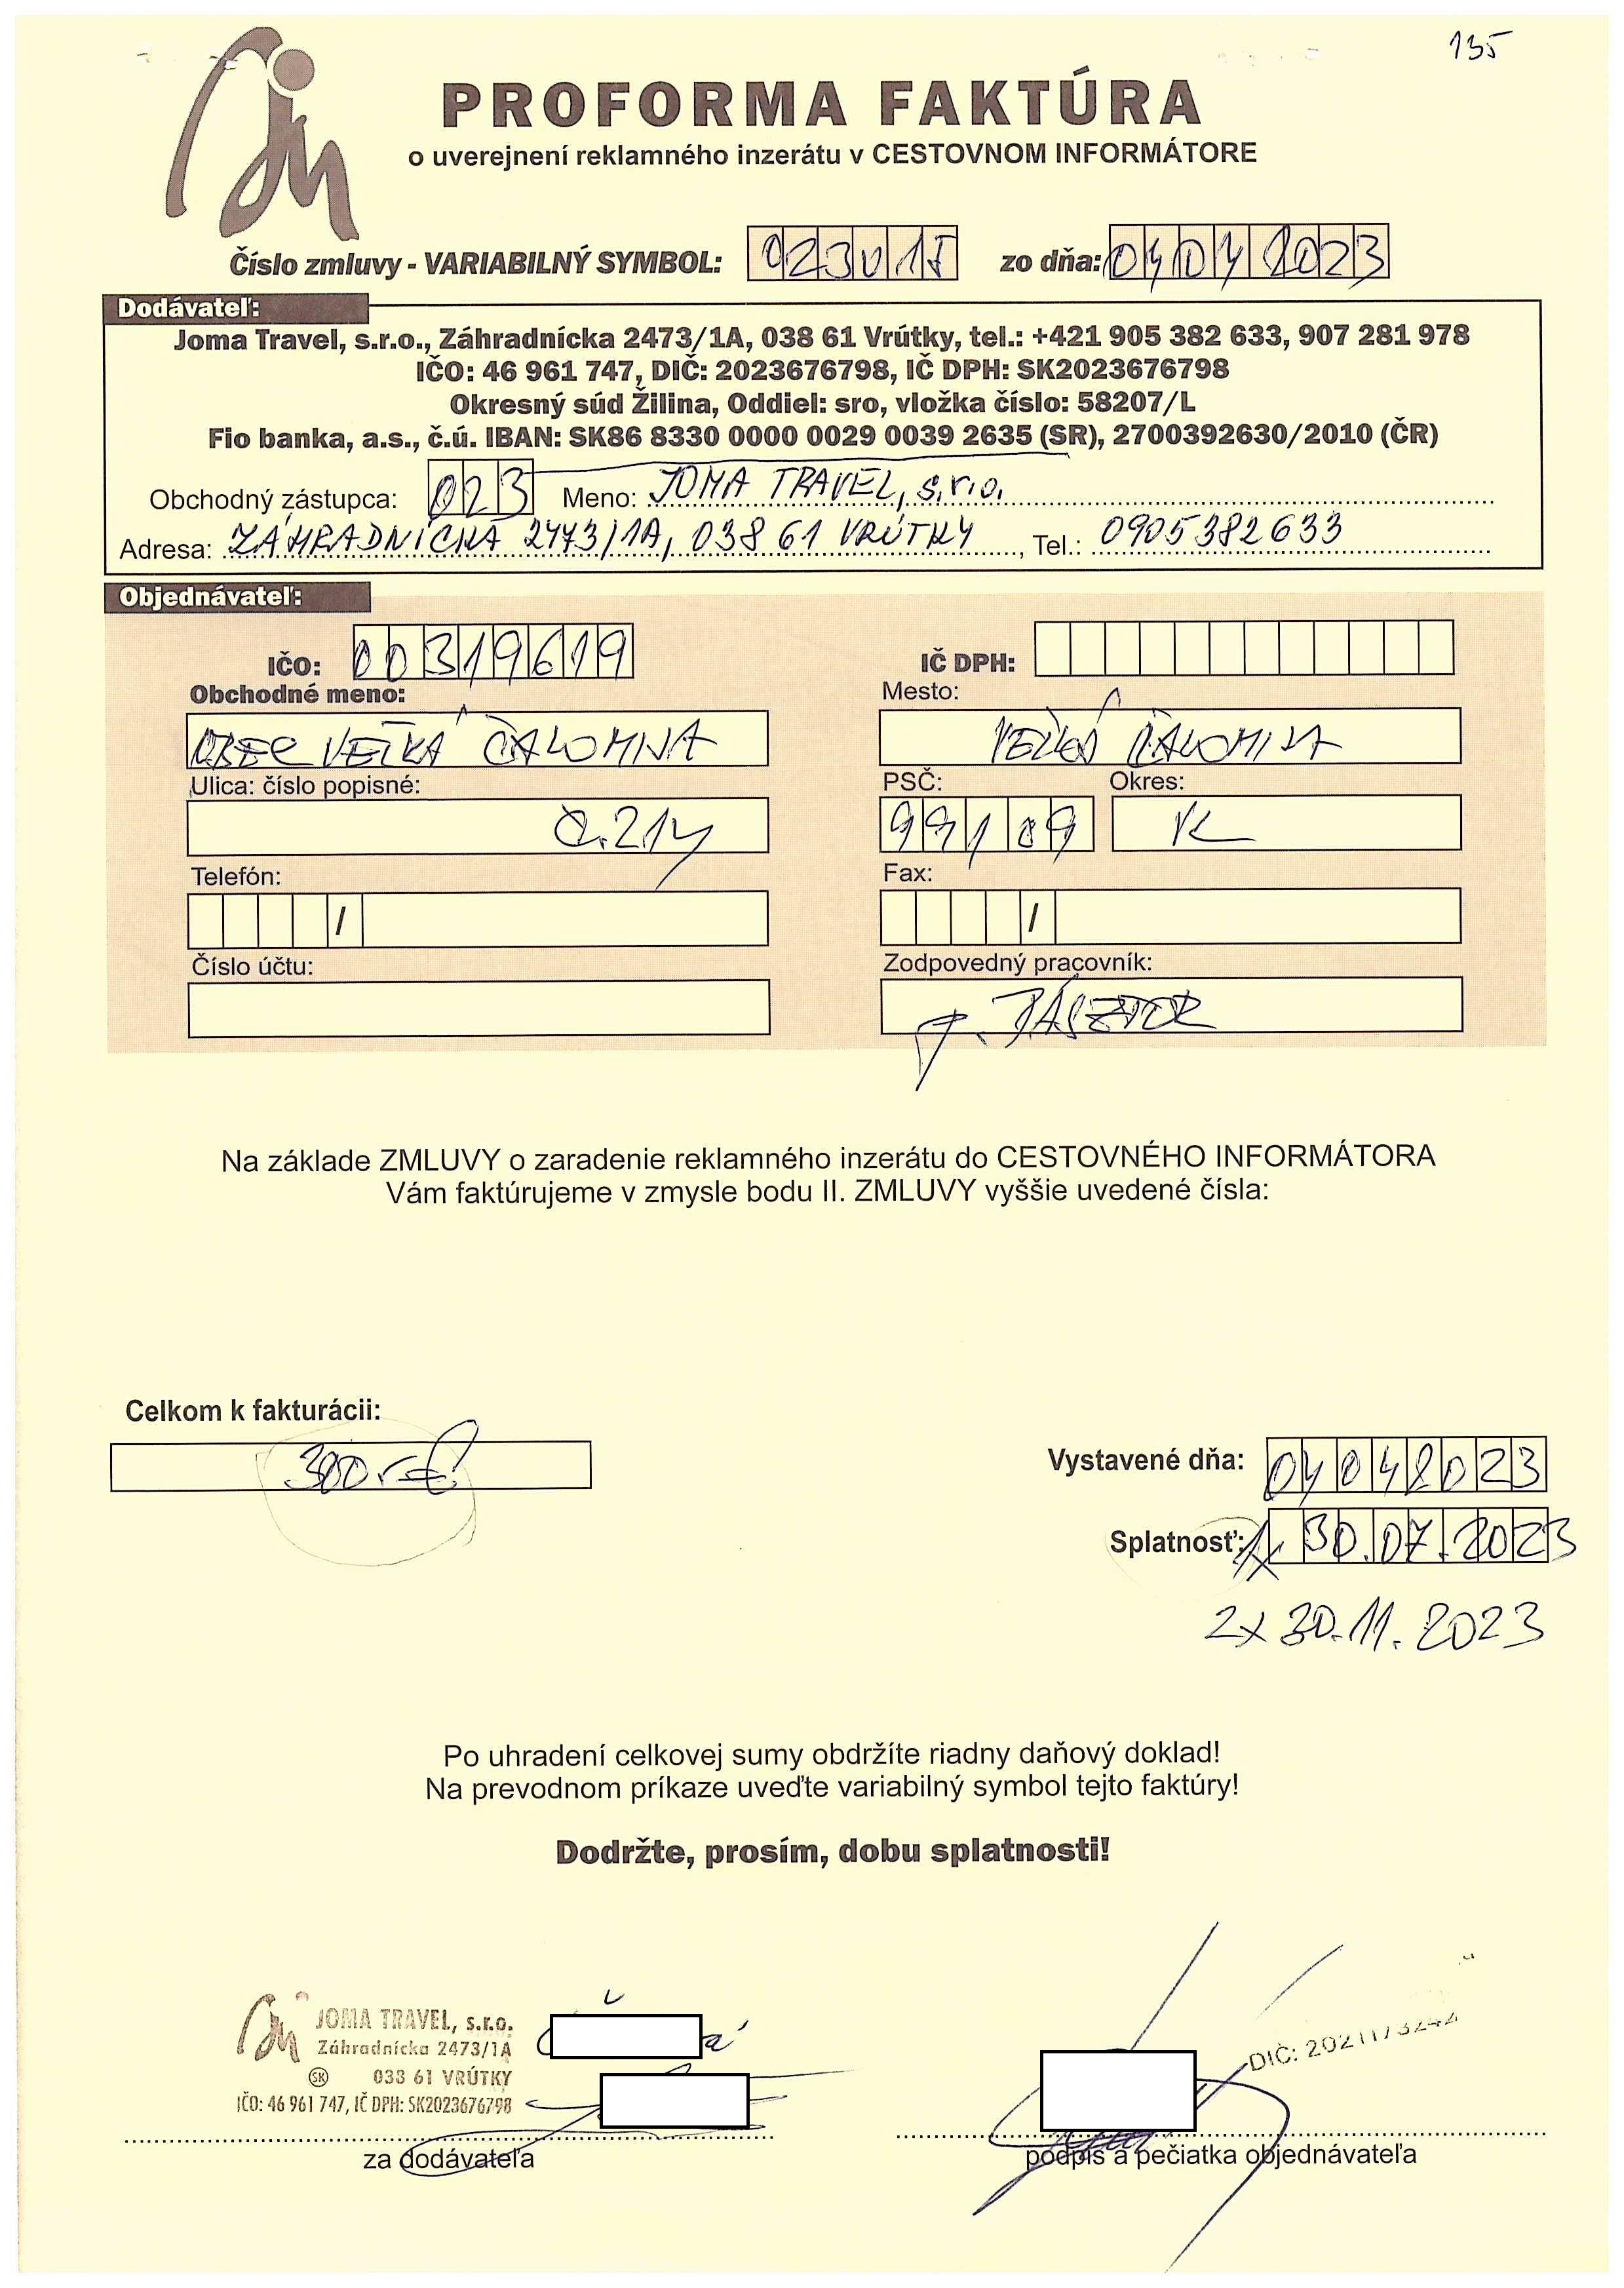 135
PROFORMA FAKTÚRA
o uverejnení reklamného inzerátu v CESTOVNOM INFORMÁTORE
Číslo zmluvy - VARIABILNÝ SYMBOL: 023015 zo dňa: 04042023
Dodávateľ:
Joma Travel, s.r.o., Záhradnícka 2473/1A, 038 61 Vrútky, tel.: +421 905 382 633, 907 281 978
IČO: 46 961 747, DIČ: 2023676798, IČ DPH: SK2023676798
Okresný súd Žilina, Oddiel: sro, vložka číslo: 58207/L
Fio banka, a.s., č.ú. IBAN: SK86 8330 0000 0029 0039 2635 (SR), 2700392630/2010 (ČR)
Obchodný zástupca: 023 Meno: JOMA TRAVEL, s.r.o.
Adresa: ZÁHRADNÍCKA 2473/1A, 038 61 VRÚTKY, Tel.: 0905382633
Objednávateľ:
IČO: 00319619 IČ DPH:
Obchodné meno: Mesto:
OBEC VEĽKÁ ČALOMIJA VEĽKÁ ČALOMIJA
Ulica: číslo popisné: PSČ: Okres:
č.214 99109 VK
Telefón: Fax:
/ /
Číslo účtu: Zodpovedný pracovník:
p. PÁSZTOR
Na základe ZMLUVY o zaradenie reklamného inzerátu do CESTOVNÉHO INFORMÁTORA
Vám faktúrujeme v zmysle bodu II. ZMLUVY vyššie uvedené čísla:
Celkom k fakturácii:
300,-€
Vystavené dňa: 04042023
Splatnosť: 1x 30.07.2023
2x 30.11.2023
Po uhradení celkovej sumy obdržíte riadny daňový doklad!
Na prevodnom príkaze uveďte variabilný symbol tejto faktúry!
Dodržte, prosím, dobu splatnosti!
JOMA TRAVEL, s.r.o.
Záhradnícka 2473/1A
SK 033 61 VRÚTKY
IČO: 46 961 747, IČ DPH: SK2023676798
DIČ: 2021173242
za dodávateľa podpis a pečiatka objednávateľa